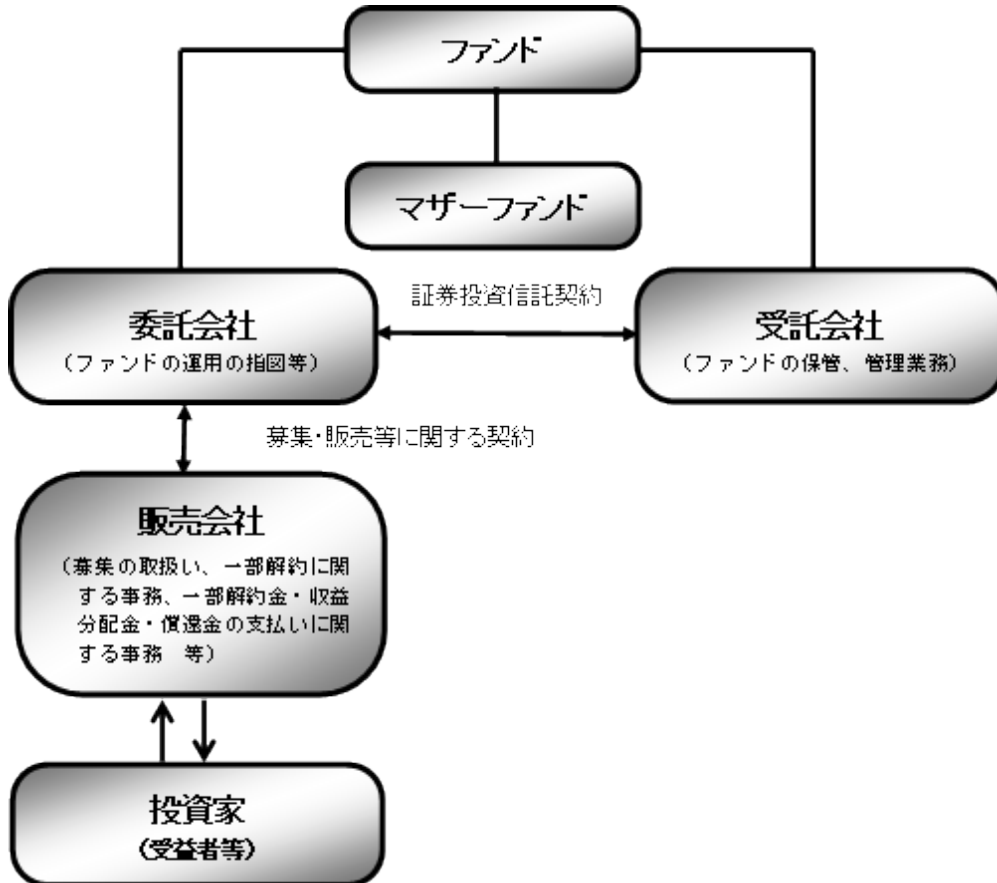 ファンド
マザーファンド
証券投資信託契約
委託会社
(ファンドの運用の指図等)
受託会社
(ファンドの保管、管理業務)
募集・販売等に関する契約
販売会社
(募集の取扱い、一部解約に関
する事務、一部解約金・収益
分配金・償還金の支払いに関
する事務　等)
投資家
(受益者等)